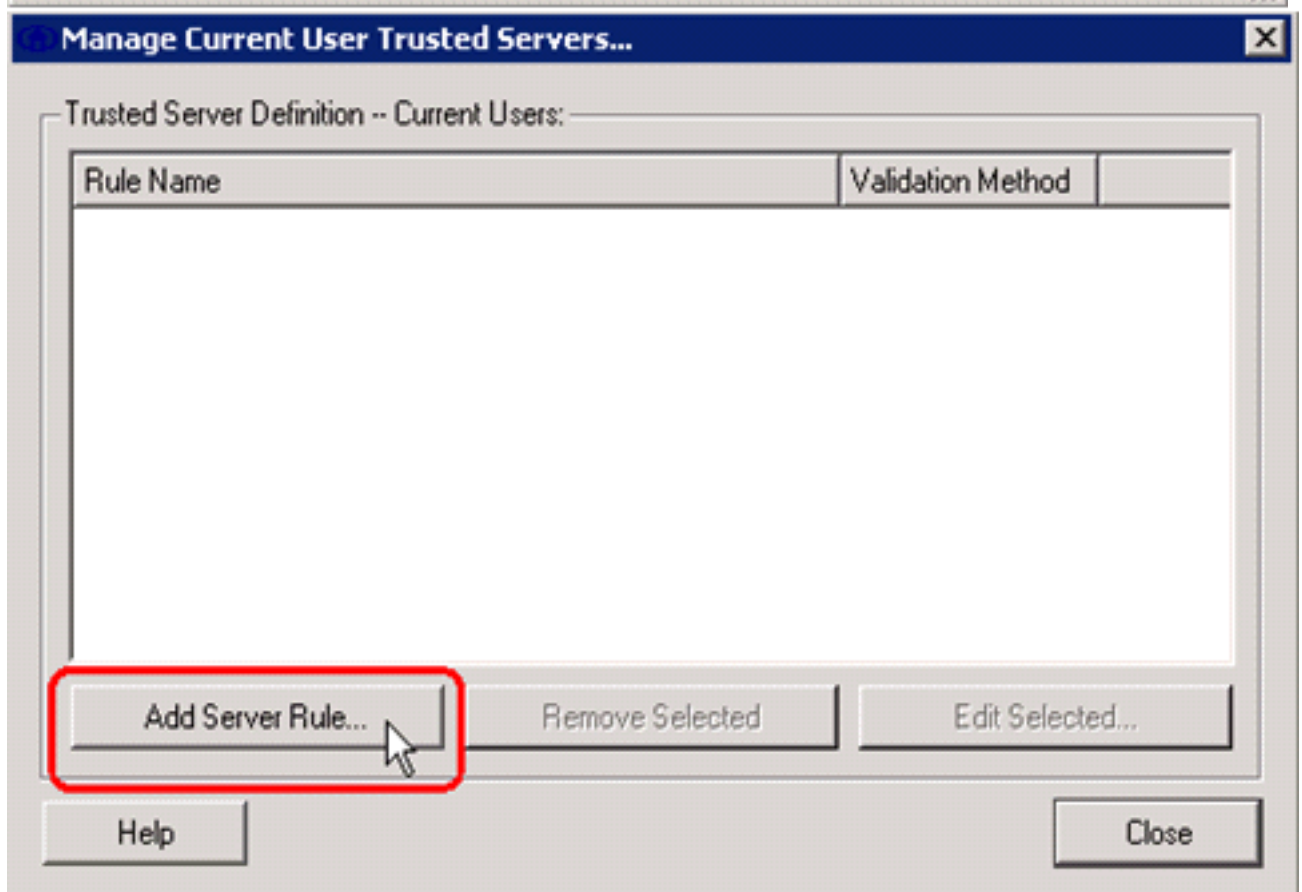 Manage Current User Trusted Servers...
Trusted Server Definition -- Current Users:
Rule Name Validation Method
Add Server Rule... Remove Selected Edit Selected...
Help Close